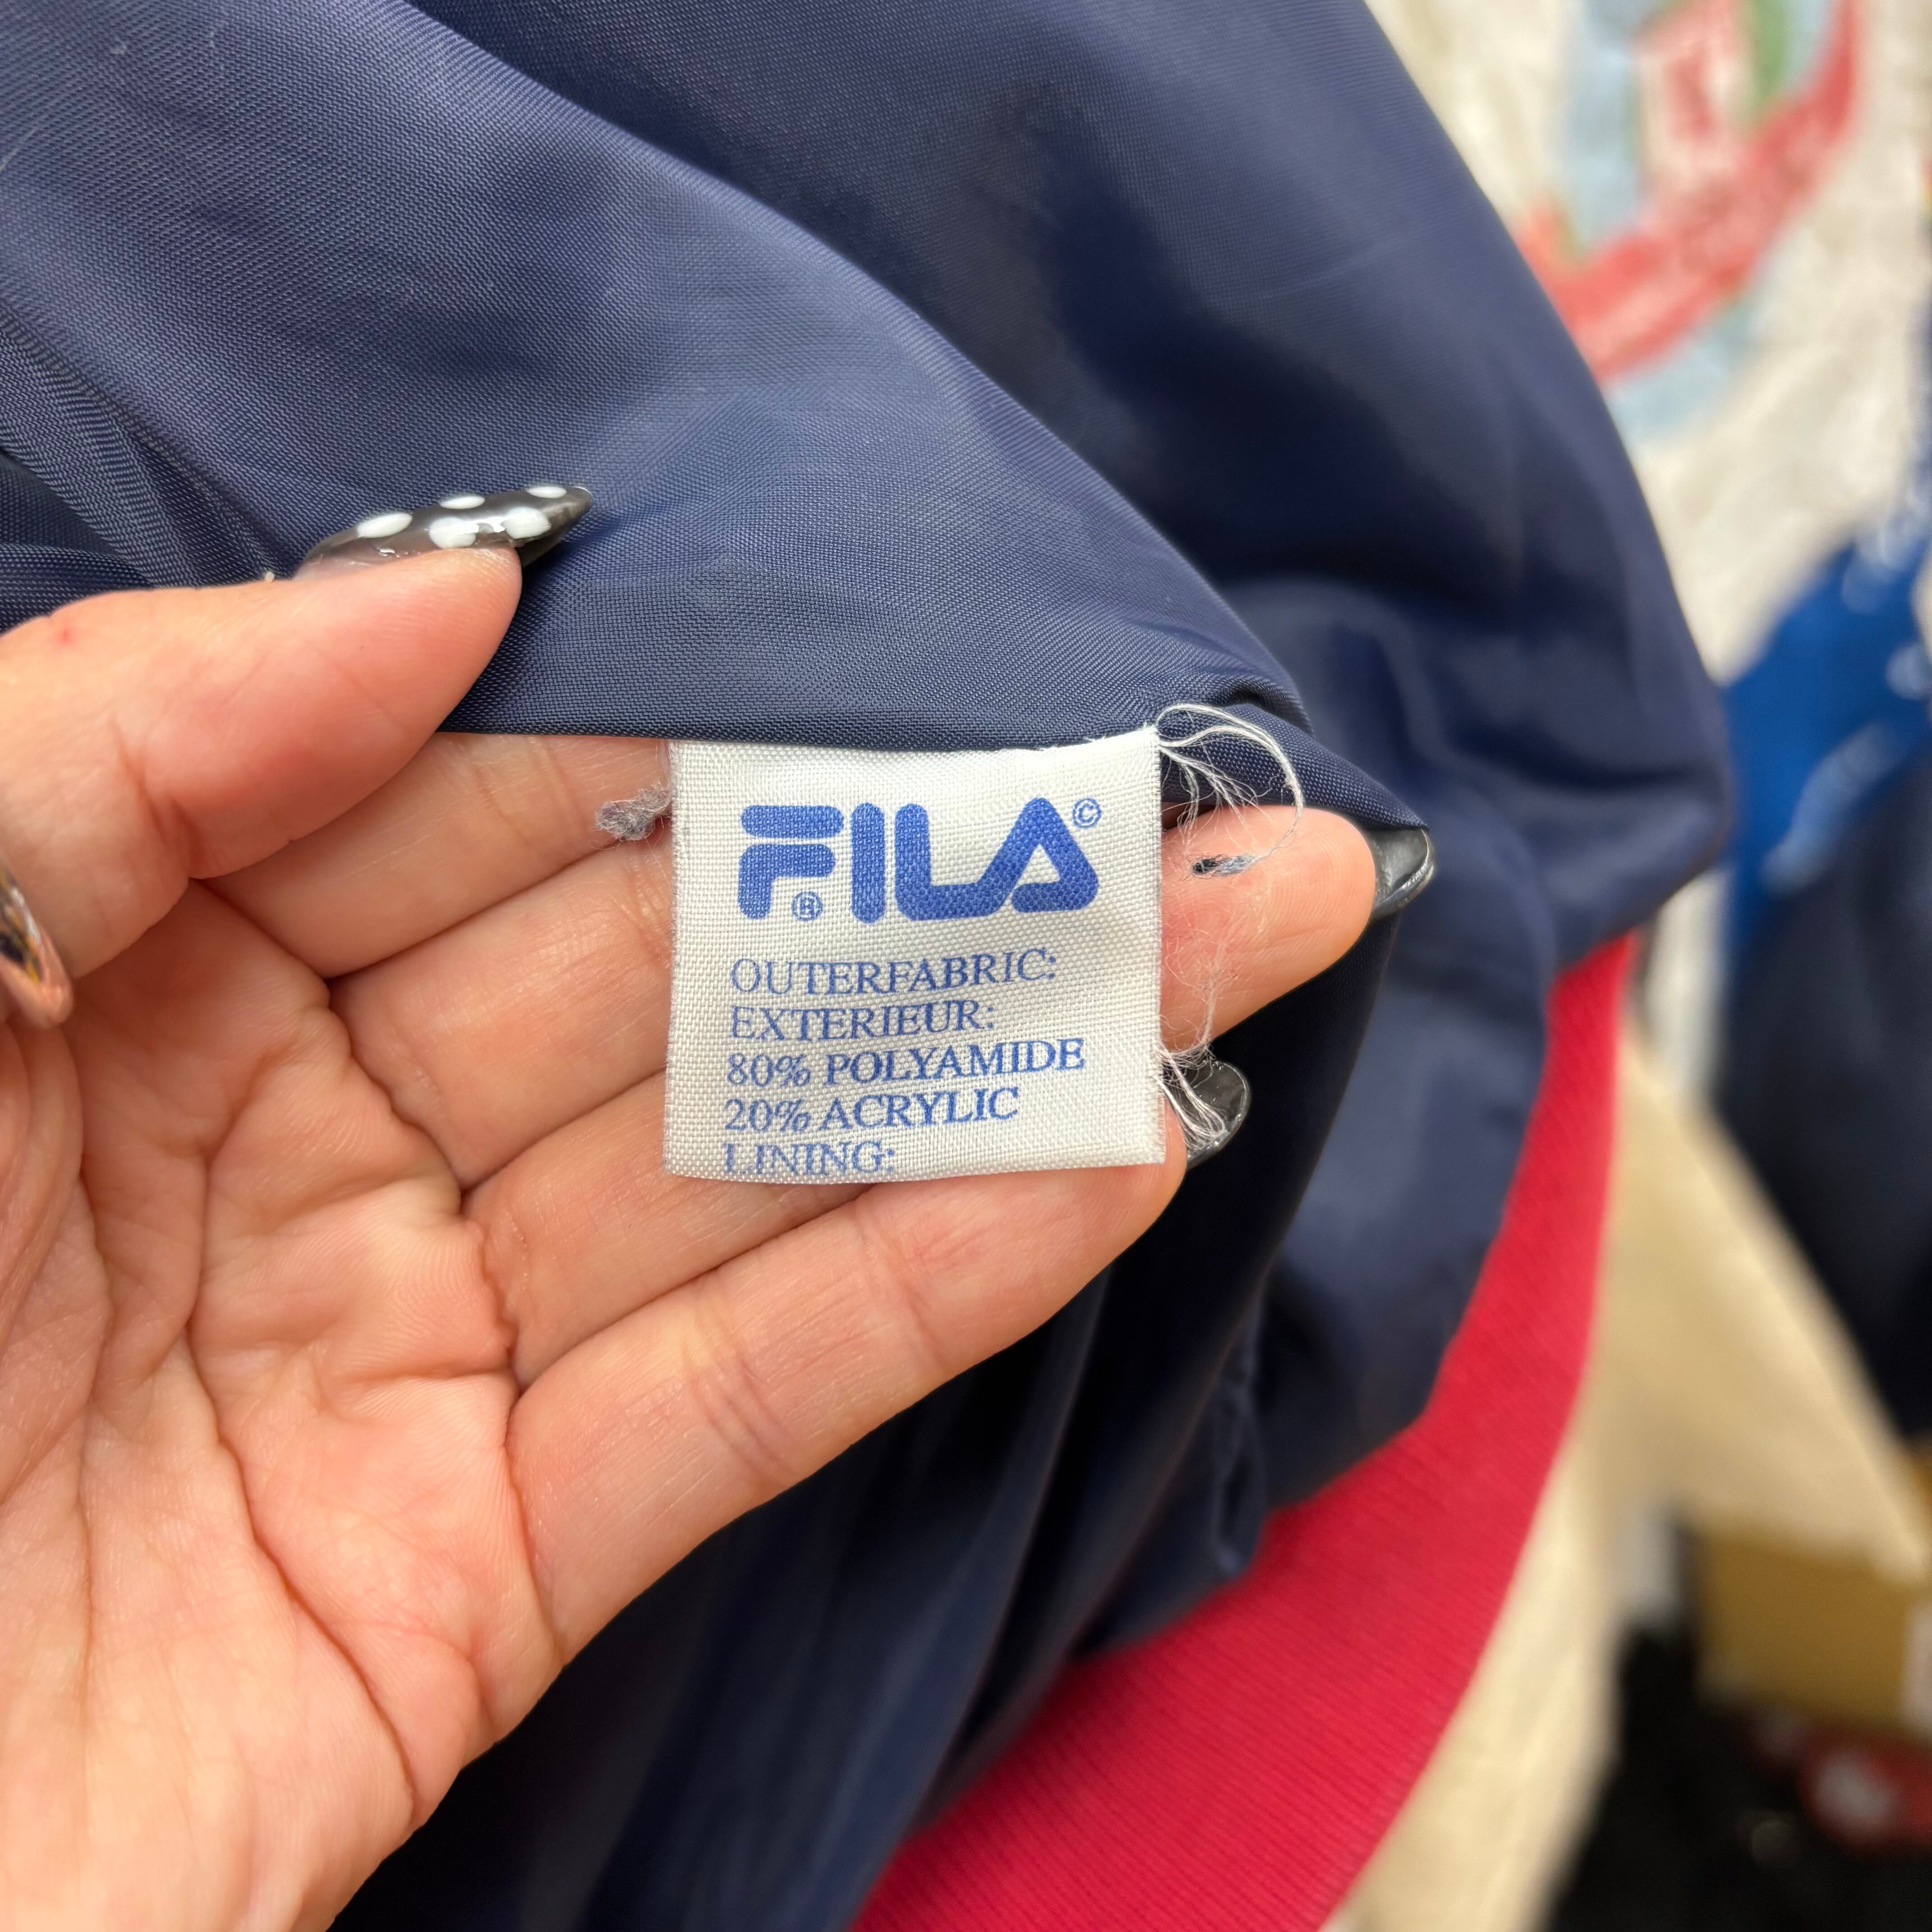 FILA©
®
OUTERFABRIC:
EXTERIEUR:
80% POLYAMIDE
20% ACRYLIC
LINING: